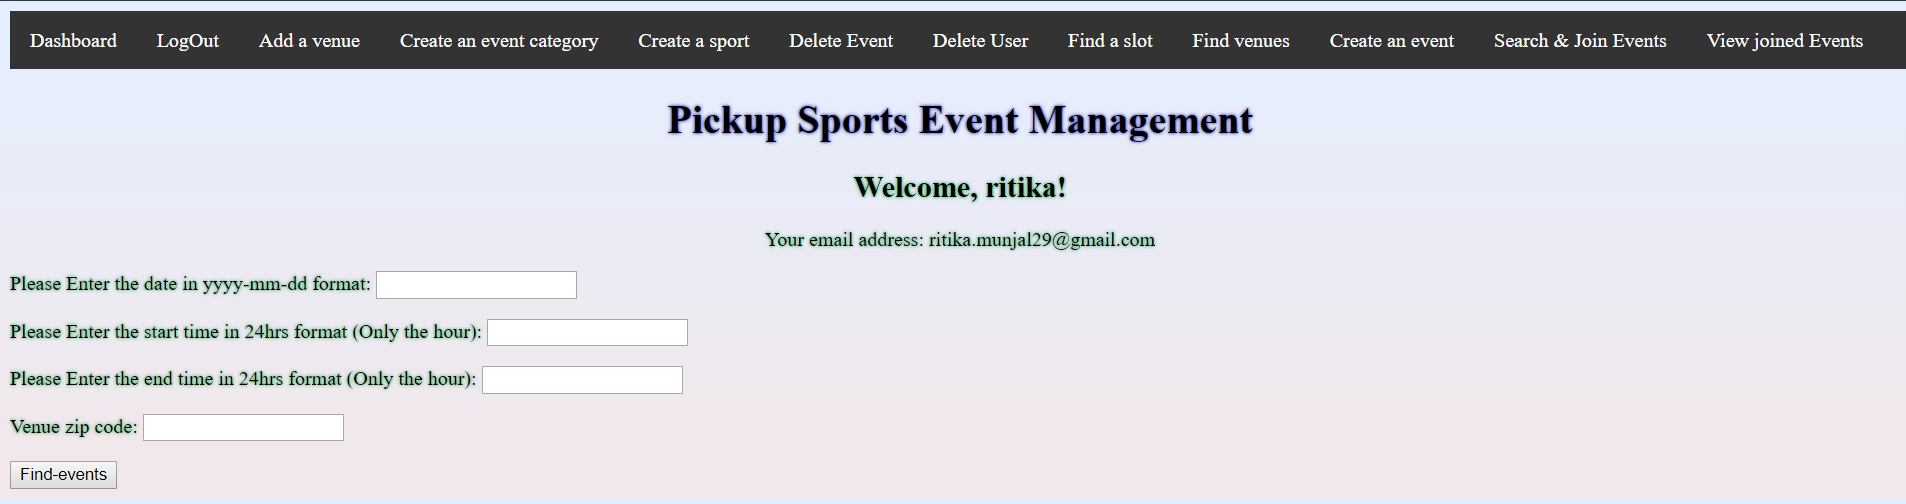 Dashboard LogOut Add a venue Create an event category Create a sport Delete Event Delete User Find a slot Find venues Create an event Search & Join Events View joined Events
Pickup Sports Event Management
Welcome, ritika!
Your email address: ritika.munjal29@gmail.com
Please Enter the date in yyyy-mm-dd format:
Please Enter the start time in 24hrs format (Only the hour):
Please Enter the end time in 24hrs format (Only the hour):
Venue zip code:
Find-events